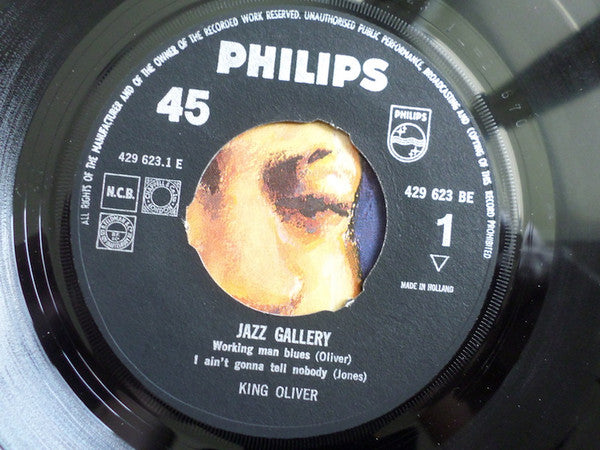 ALL RIGHTS OF THE MANUFACTURER AND OF THE OWNER OF THE RECORDED WORK RESERVED. UNAUTHORISED PUBLIC PERFORMANCE, BROADCASTING AND COPYING OF THIS RECORD PROHIBITED
PHILIPS
45
PHILIPS
429 623.1 E
429 623 BE
N.C.B.
1
MADE IN HOLLAND
JAZZ GALLERY
Working man blues (Oliver)
I ain't gonna tell nobody (Jones)
KING OLIVER